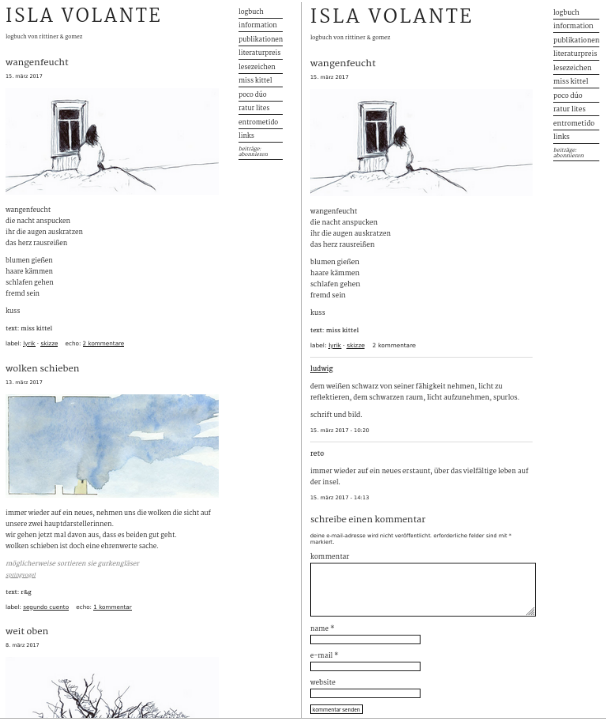 ISLA VOLANTE
logbuch von rittiner & gomez
wangenfeucht
15. märz 2017
wangenfeucht
die nacht anspucken
ihr die augen auskratzen
das herz rausreißen
blumen gießen
haare kämmen
schlafen gehen
fremd sein
kuss
text: miss kittel
label: lyrik · skizze echo: 2 kommentare
wolken schieben
13. märz 2017
immer wieder auf ein neues, nehmen uns die wolken die sicht auf
unsere zwei hauptdarstellerinnen.
wir gehen jetzt mal davon aus, dass es beiden gut geht.
wolken schieben ist doch eine ehrenwerte sache.
möglicherweise sortieren sie gurkengläser
text: r&g
label: segundo cuento echo: 1 kommentar
weit oben
8. märz 2017
logbuch
information
publikationen
literaturpreis
lesezeichen
miss kittel
poco dúo
ratur lites
entrometido
links
beiträge:
abonnieren
ISLA VOLANTE
logbuch von rittiner & gomez
wangenfeucht
15. märz 2017
wangenfeucht
die nacht anspucken
ihr die augen auskratzen
das herz rausreißen
blumen gießen
haare kämmen
schlafen gehen
fremd sein
kuss
text: miss kittel
label: lyrik · skizze 2 kommentare
ludwig
dem weißen schwarz von seiner fähigkeit nehmen, licht zu
reflektieren, dem schwarzen raum, licht aufzunehmen, spurlos.
schrift und bild.
15. märz 2017 - 10:20
reto
immer wieder auf ein neues erstaunt, über das vielfältige leben auf
der insel.
15. märz 2017 - 14:13
schreibe einen kommentar
deine e-mail-adresse wird nicht veröffentlicht. erforderliche felder sind mit *
markiert.
kommentar
name *
e-mail *
website
kommentar senden
logbuch
information
publikationen
literaturpreis
lesezeichen
miss kittel
poco dúo
ratur lites
entrometido
links
beiträge:
abonnieren